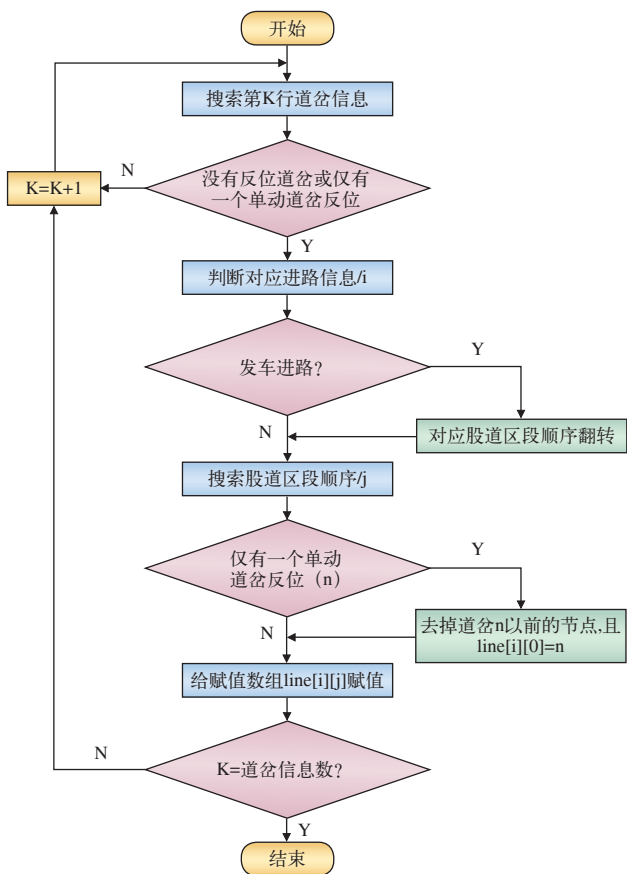 开始
搜索第K行道岔信息
N
K=K+1
没有反位道岔或仅有
一个单动道岔反位
Y
判断对应进路信息/i
Y
发车进路?
N
对应股道区段顺序翻转
搜索股道区段顺序/j
仅有一个单动
道岔反位（n）
Y
N
去掉道岔n以前的节点,且
line[i][0]=n
给赋值数组line[i][j]赋值
N
K=道岔信息数?
Y
结束